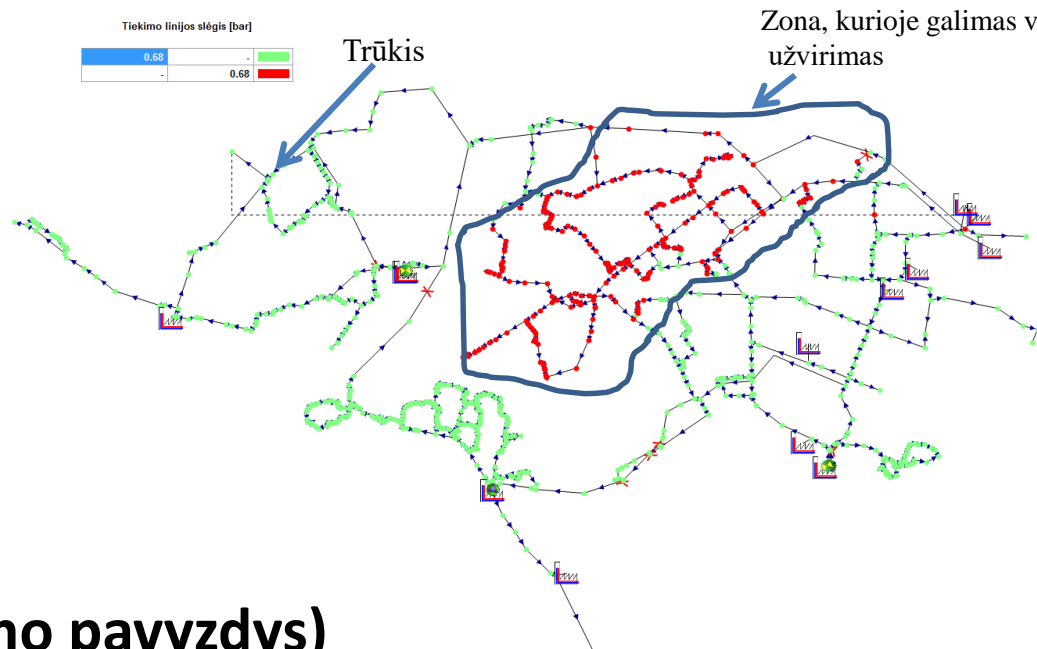 Tiekimo linijos slėgis [bar]
0.68 -
- 0.68
Trūkis
Zona, kurioje galimas v
užvirimas
no pavyzdys)